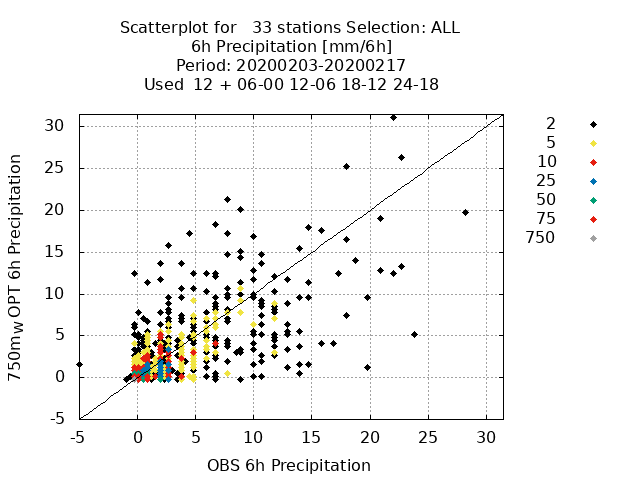 Scatterplot for   33 stations Selection: ALL
6h Precipitation [mm/6h]
Period: 20200203-20200217
Used  12 + 06-00 12-06 18-12 24-18
2
5
10
25
50
75
750
750mW OPT 6h Precipitation
30
25
20
15
10
5
0
-5
-5 0 5 10 15 20 25 30
OBS 6h Precipitation